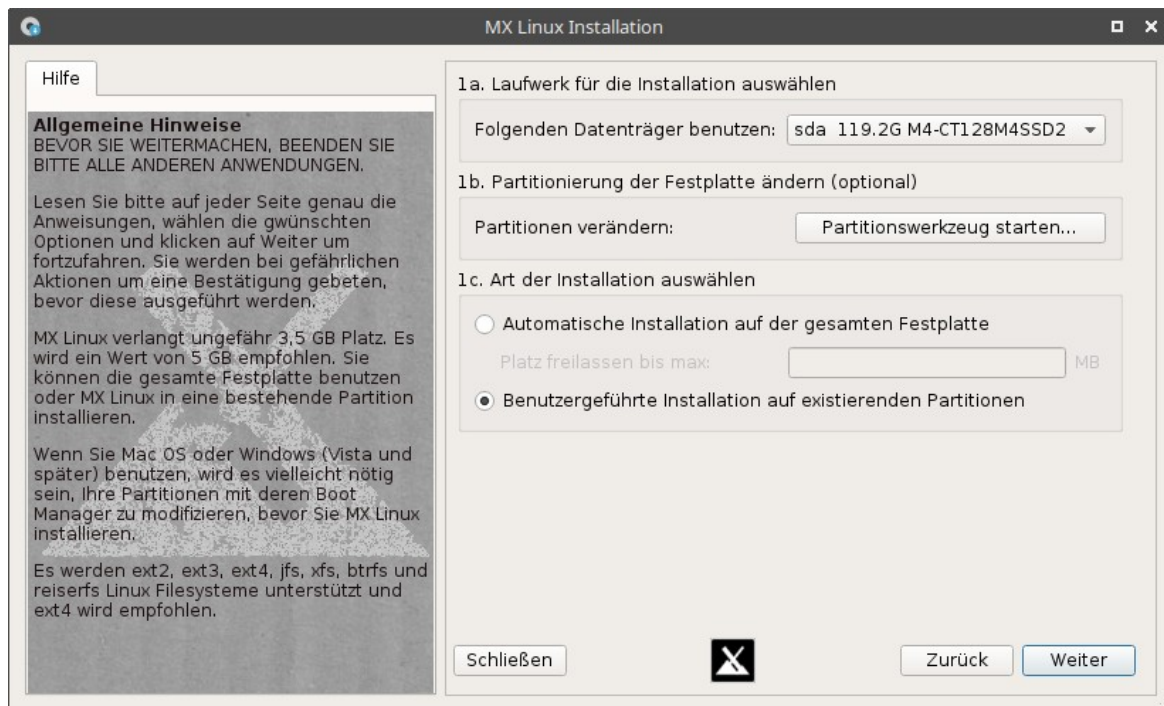 MX Linux Installation
Hilfe
Allgemeine Hinweise
BEVOR SIE WEITERMACHEN, BEENDEN SIE
BITTE ALLE ANDEREN ANWENDUNGEN.
Lesen Sie bitte auf jeder Seite genau die
Anweisungen, wählen die gwünschten
Optionen und klicken auf Weiter um
fortzufahren. Sie werden bei gefährlichen
Aktionen um eine Bestätigung gebeten,
bevor diese ausgeführt werden.
MX Linux verlangt ungefähr 3,5 GB Platz. Es
wird ein Wert von 5 GB empfohlen. Sie
können die gesamte Festplatte benutzen
oder MX Linux in eine bestehende Partition
installieren.
Wenn Sie Mac OS oder Windows (Vista und
später) benutzen, wird es vielleicht nötig
sein, Ihre Partitionen mit deren Boot
Manager zu modifizieren, bevor Sie MX Linux
installieren.
Es werden ext2, ext3, ext4, jfs, xfs, btrfs und
reiserfs Linux Filesysteme unterstützt und
ext4 wird empfohlen.
1a. Laufwerk für die Installation auswählen
Folgenden Datenträger benutzen: sda 119.2G M4-CT128M4SSD2
1b. Partitionierung der Festplatte ändern (optional)
Partitionen verändern: Partitionswerkzeug starten...
1c. Art der Installation auswählen
Automatische Installation auf der gesamten Festplatte
Platz freilassen bis max: MB
Benutzergeführte Installation auf existierenden Partitionen
Schließen Zurück Weiter